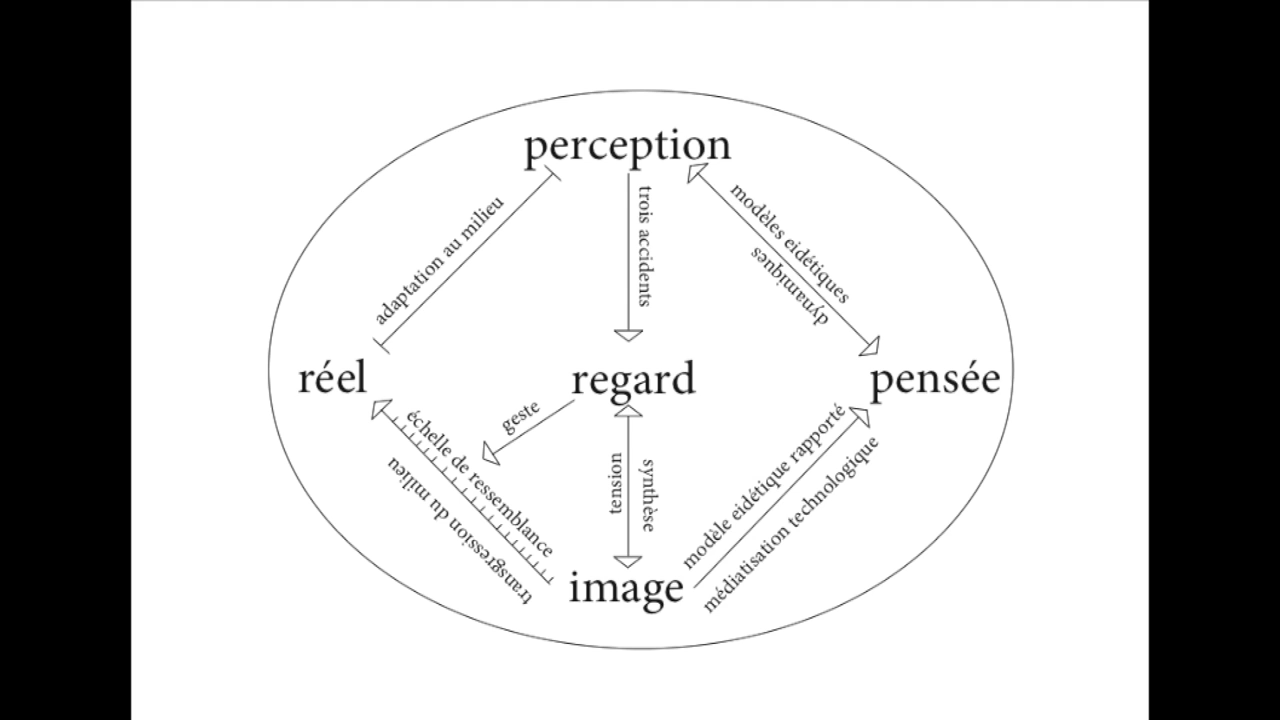 perception
adaptation au milieu
trois accidents
modèles eidétiques
dynamiques
réel
regard
pensée
geste
échelle de ressemblance
transgression du milieu
tension
synthèse
modèle eidétique rapporté
médiatisation technologique
image